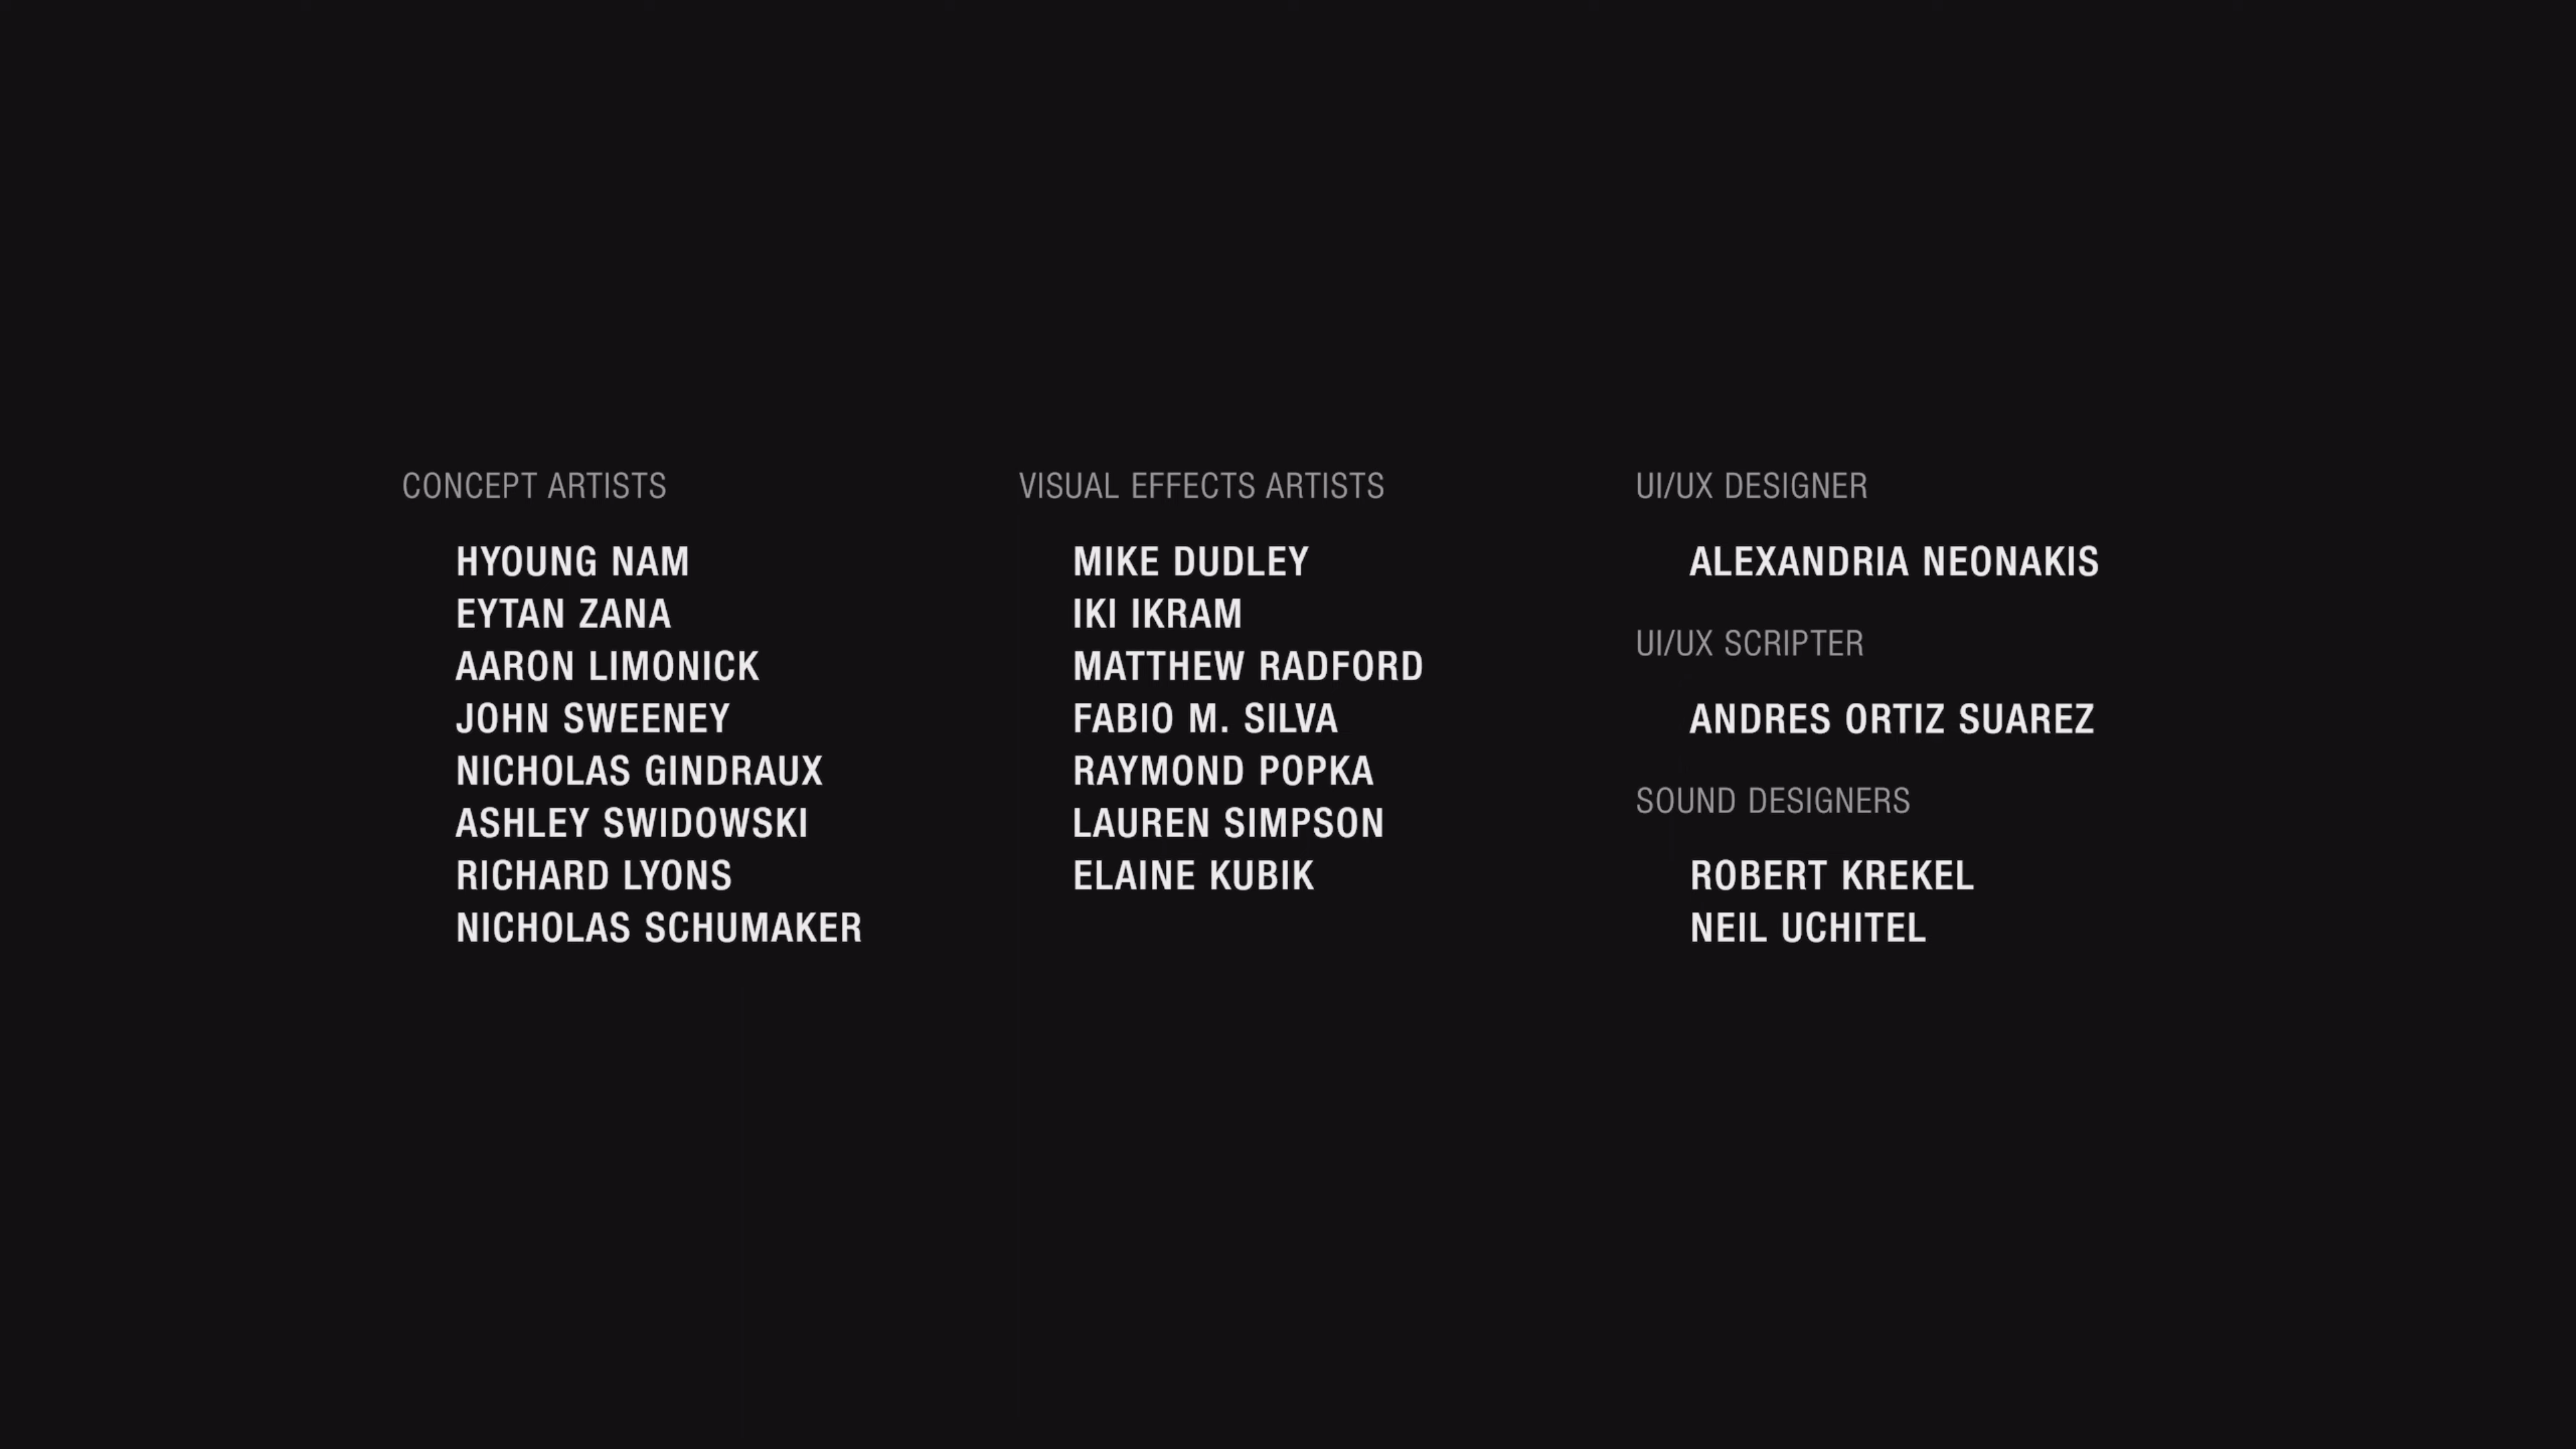 CONCEPT ARTISTS
HYOUNG NAM
EYTAN ZANA
AARON LIMONICK
JOHN SWEENEY
NICHOLAS GINDRAUX
ASHLEY SWIDOWSKI
RICHARD LYONS
NICHOLAS SCHUMAKER
VISUAL EFFECTS ARTISTS
MIKE DUDLEY
IKI IKRAM
MATTHEW RADFORD
FABIO M. SILVA
RAYMOND POPKA
LAUREN SIMPSON
ELAINE KUBIK
UI/UX DESIGNER
ALEXANDRIA NEONAKIS
UI/UX SCRIPTER
ANDRES ORTIZ SUAREZ
SOUND DESIGNERS
ROBERT KREKEL
NEIL UCHITEL